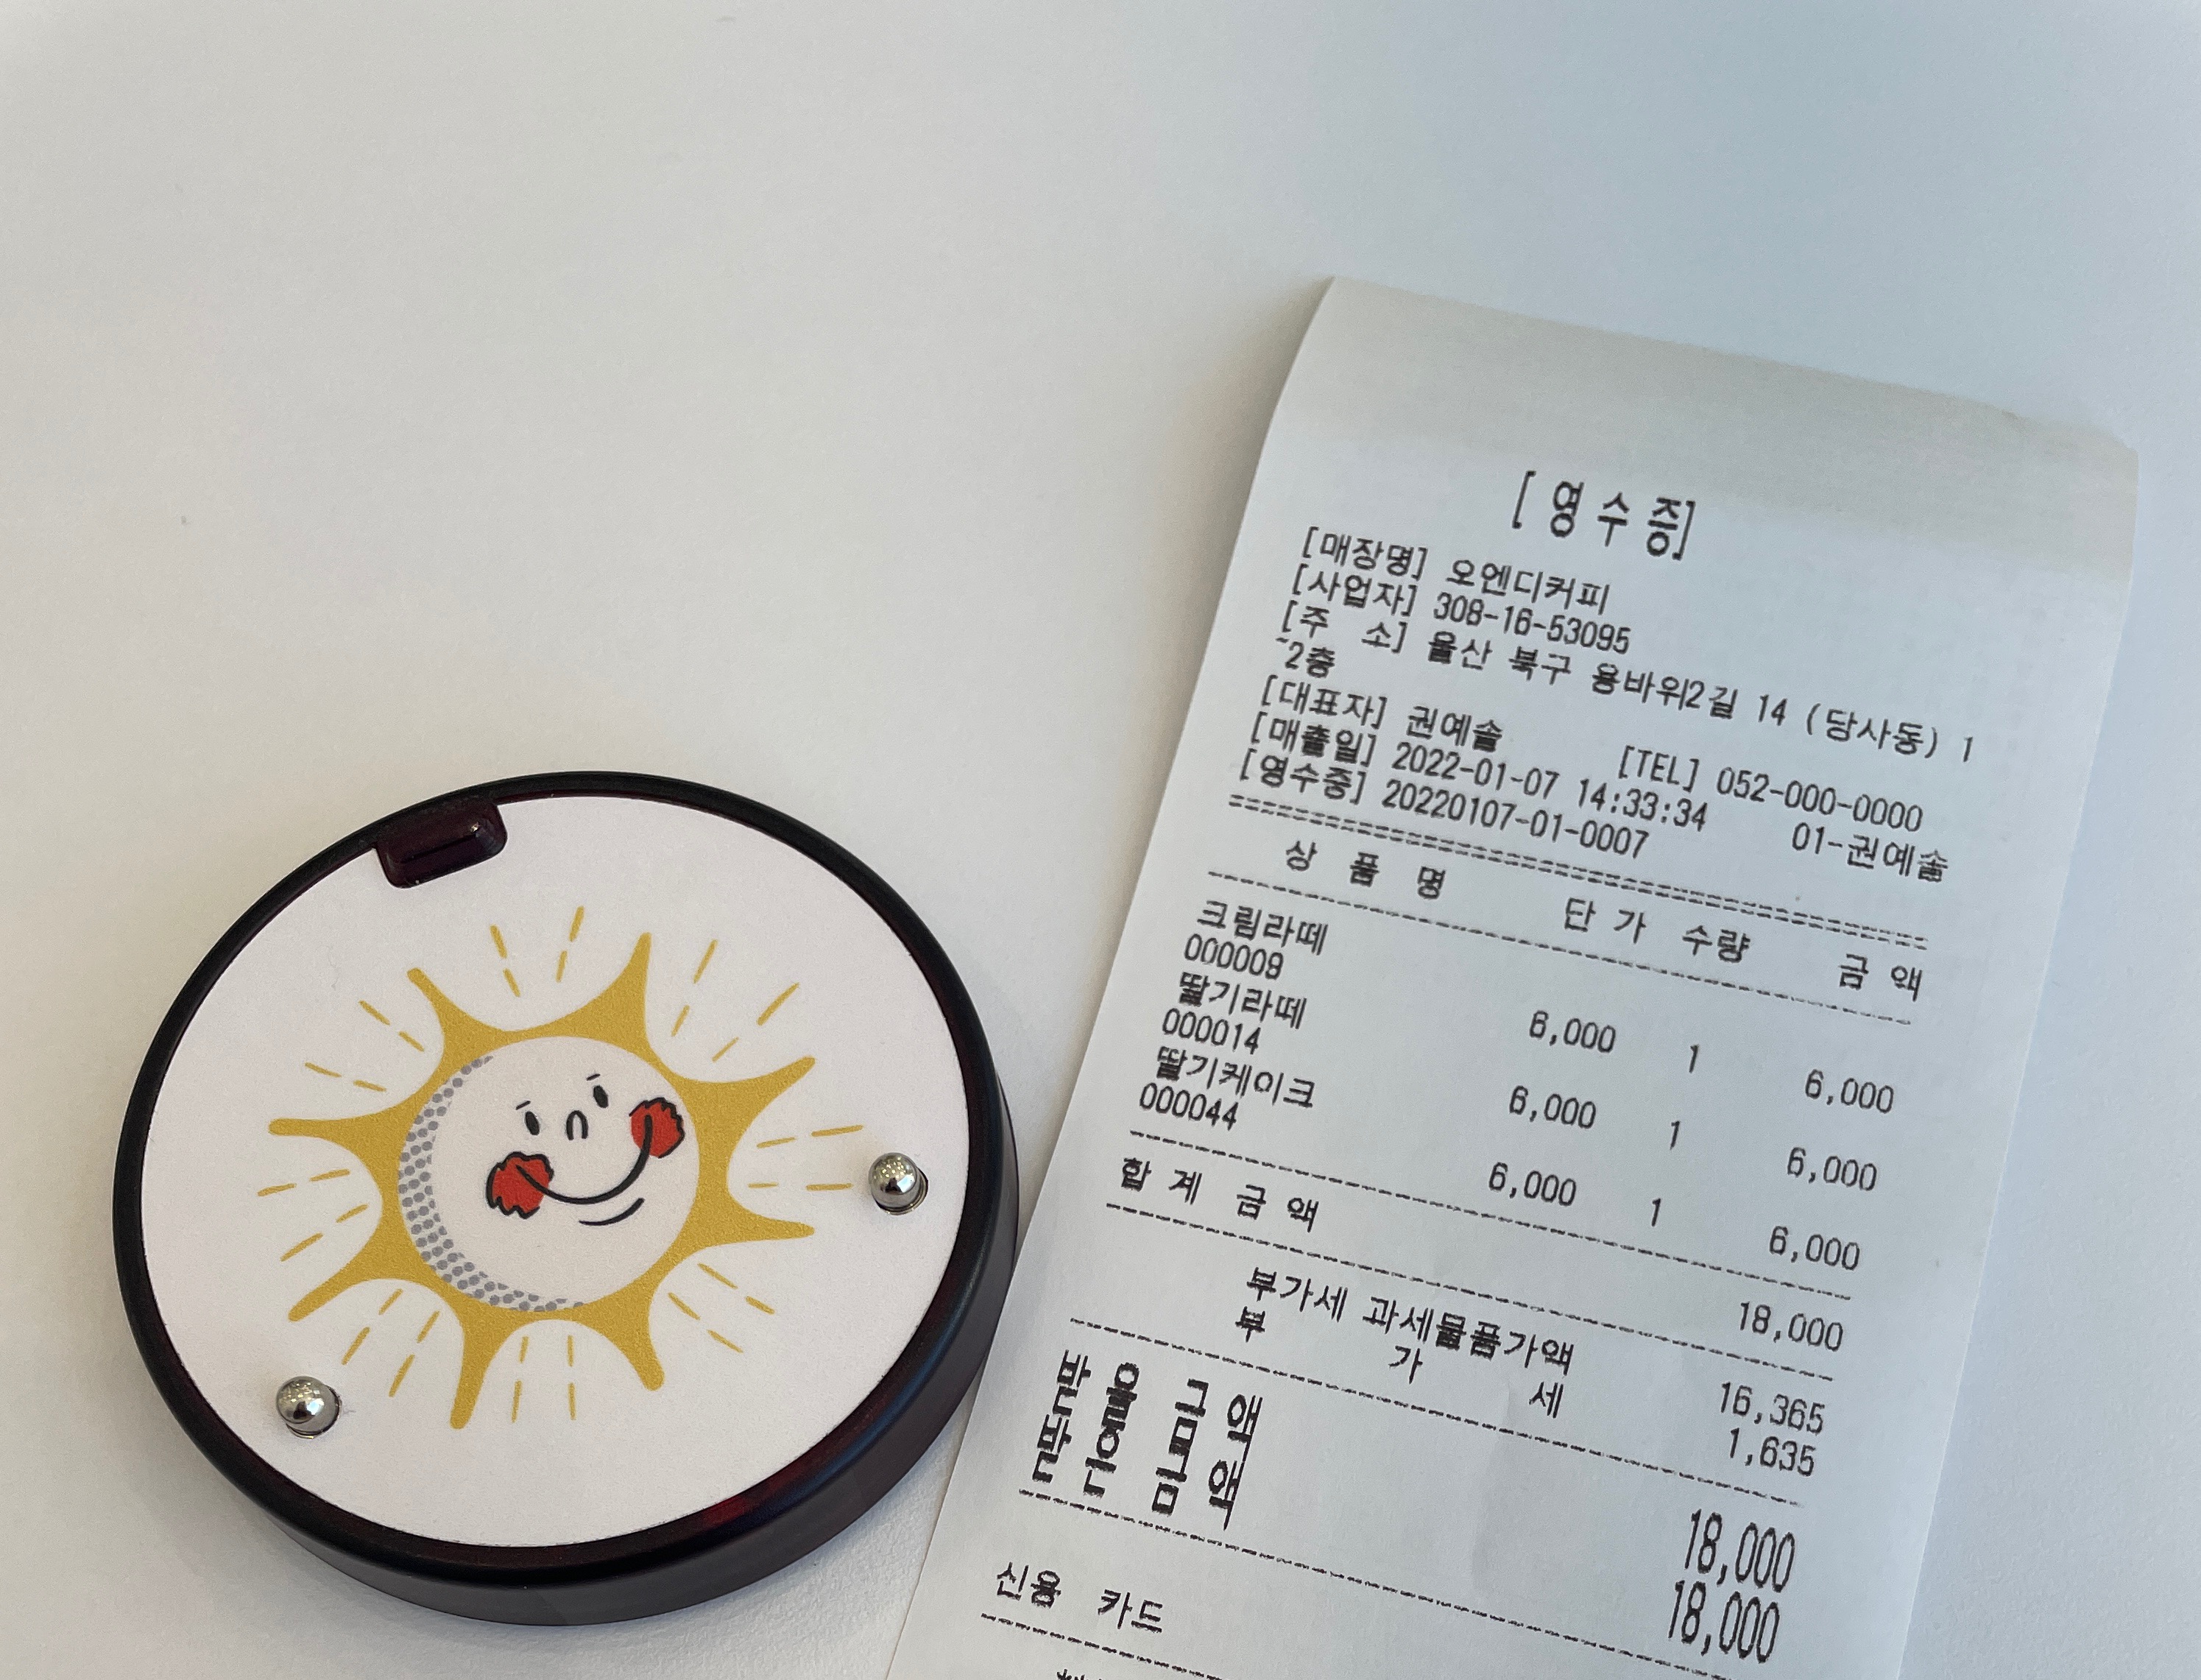 [ 영 수 증]
[매장명] 오엔디커피
[사업자] 308-16-53095
[주 소] 울산 북구 용바위2길 14 (당사동) 1
~2층
[대표자] 권예솔 [TEL] 052-000-0000
[매출일] 2022-01-07 14:33:34 01-권예솔
[영수증] 20220107-01-0007
상 품 명 단 가 수량 금 액
크림라떼
000009 6,000 1 6,000
딸기라떼
000014 6,000 1 6,000
딸기케이크
000044 6,000 1 6,000
합 계 금 액 18,000
부가세 과세물품가액 16,365
부 가 세 1,635
받을 금액 18,000
받은 금액 18,000
신용 카드